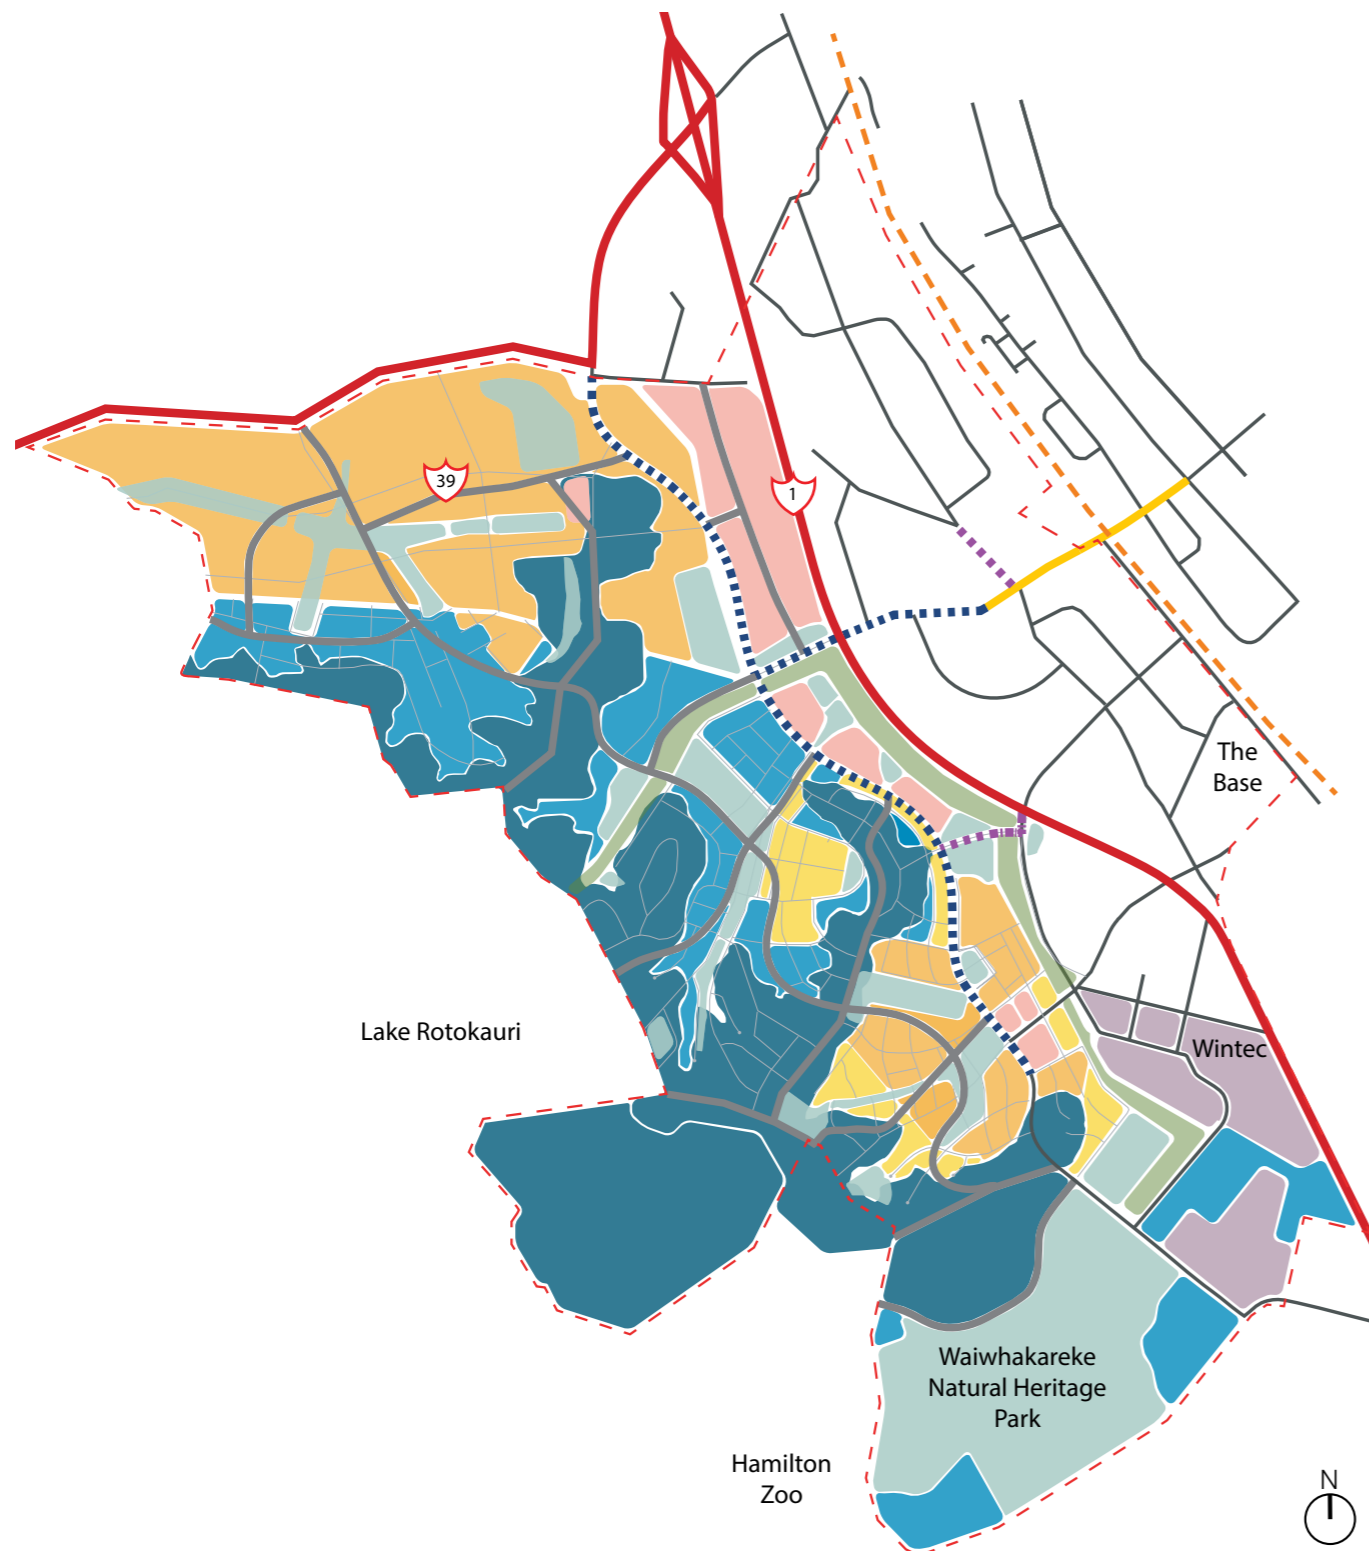 39
1
The
Base
Lake Rotokauri
Wintec
Waiwhakareke
Natural Heritage
Park
Hamilton
Zoo
N